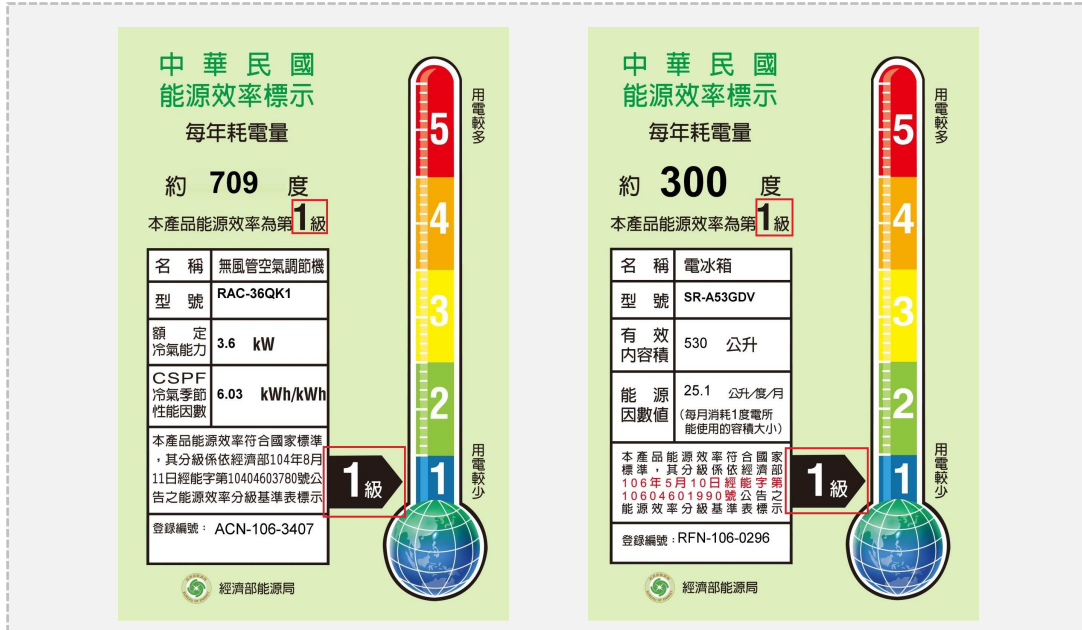 中華民國
能源效率標示
每年耗電量
約 709 度
本產品能源效率為第1級
名稱 無風管空氣調節機
型號 RAC-36QK1
額定
冷氣能力 3.6 kW
CSPF
冷氣季節
性能因數 6.03 kWh/kWh
本產品能源效率符合國家標準
，其分級係依經濟部104年8月
11日經能字第10404603780號公
告之能源效率分級基準表標示
登錄編號： ACN-106-3407
經濟部能源局
用電較多
5
4
3
2
1
用電較少
1級
中華民國
能源效率標示
每年耗電量
約 300 度
本產品能源效率為第1級
名稱 電冰箱
型號 SR-A53GDV
有效
內容積 530 公升
能源
因數值 25.1 公升/度/月
(每月消耗1度電所
能使用的容積大小)
本產品能源效率符合國家
標準，其分級係依經濟部
106年5月10日經能字第
10604601990號公告之
能源效率分級基準表標示
登錄編號：RFN-106-0296
經濟部能源局
用電較多
5
4
3
2
1
用電較少
1級